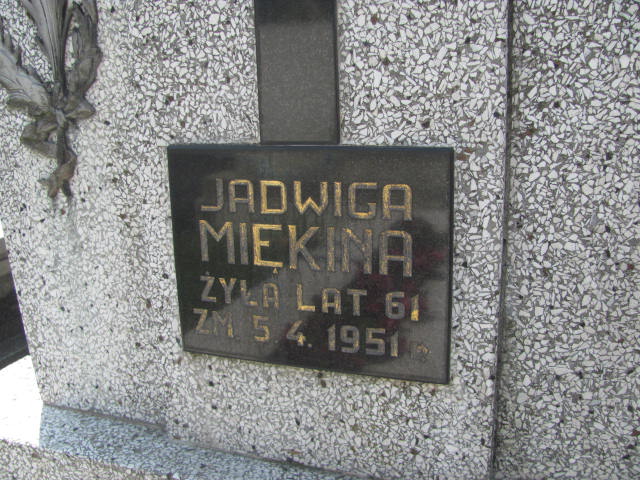 JADWIGA
MIĘKINA
ŻYŁA LAT 61
ZM. 5.4.1951 R.